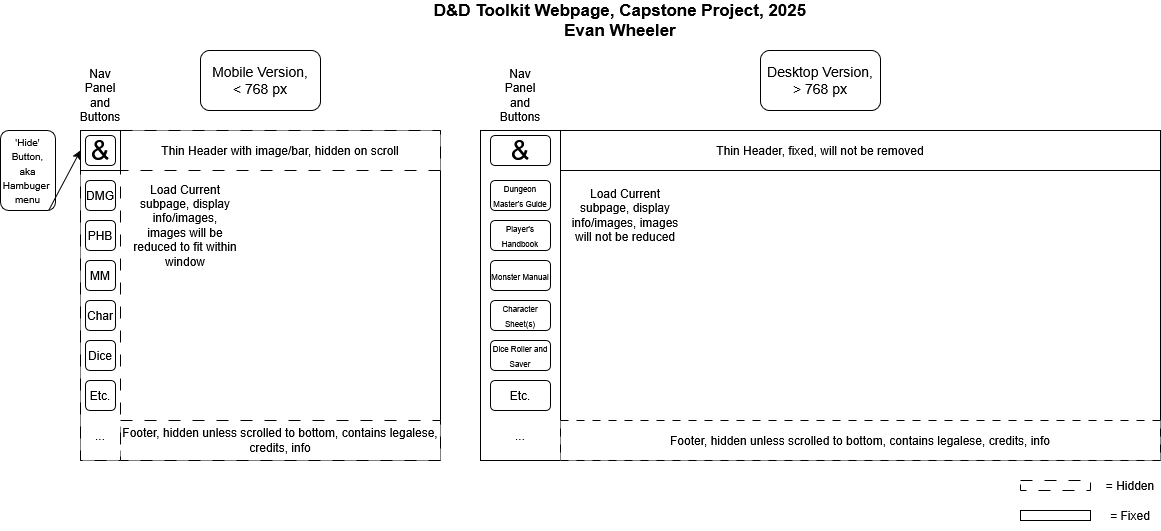 D&D Toolkit Webpage, Capstone Project, 2025
Evan Wheeler
Nav
Panel
and
Buttons
Mobile Version,
< 768 px
Nav
Panel
and
Buttons
Desktop Version,
> 768 px
'Hide'
Button,
aka
Hambuger
menu
&
Thin Header with image/bar, hidden on scroll
DMG
PHB
MM
Char
Dice
Etc.
...
Load Current
subpage, display
info/images,
images will be
reduced to fit within
window
Footer, hidden unless scrolled to bottom, contains legalese,
credits, info
&
Thin Header, fixed, will not be removed
Dungeon
Master's Guide
Player's
Handbook
Monster Manual
Character
Sheet(s)
Dice Roller and
Saver
Etc.
...
Load Current
subpage, display
info/images, images
will not be reduced
Footer, hidden unless scrolled to bottom, contains legalese, credits, info
= Hidden
= Fixed